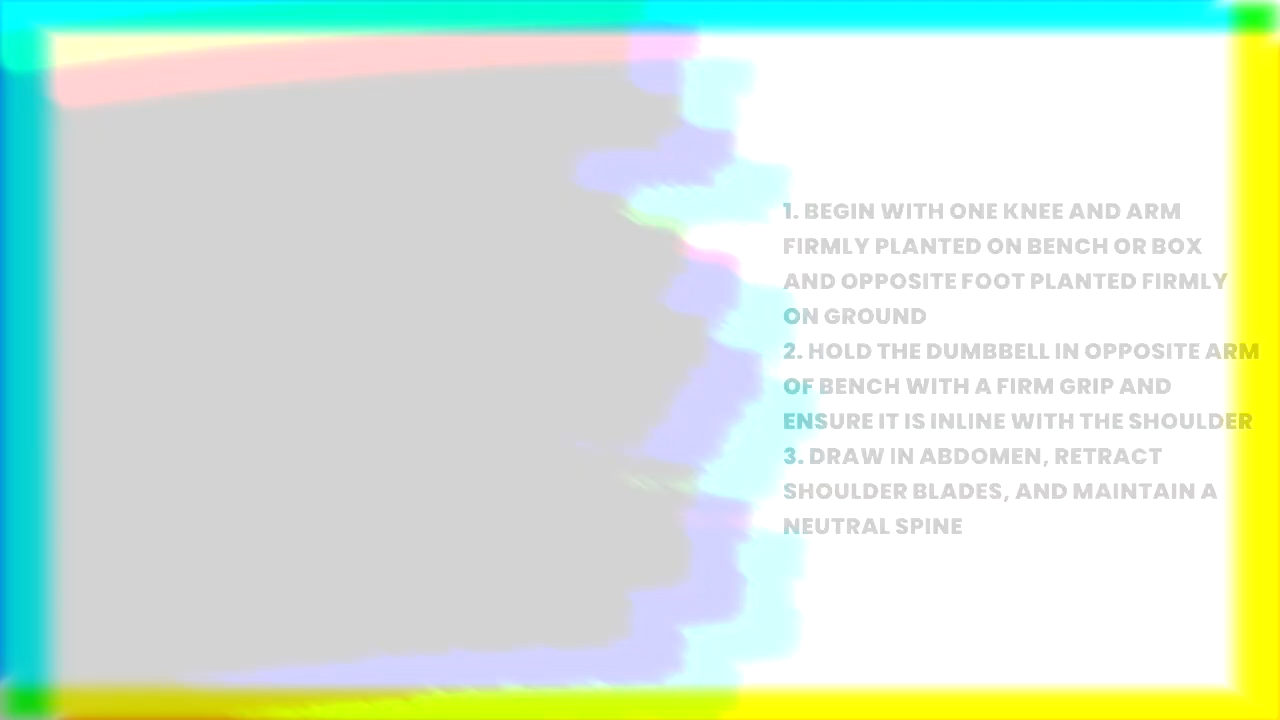 1. BEGIN WITH ONE KNEE AND ARM
FIRMLY PLANTED ON BENCH OR BOX
AND OPPOSITE FOOT PLANTED FIRMLY
ON GROUND
2. HOLD THE DUMBBELL IN OPPOSITE ARM
OF BENCH WITH A FIRM GRIP AND
ENSURE IT IS INLINE WITH THE SHOULDER
3. DRAW IN ABDOMEN, RETRACT
SHOULDER BLADES, AND MAINTAIN A
NEUTRAL SPINE